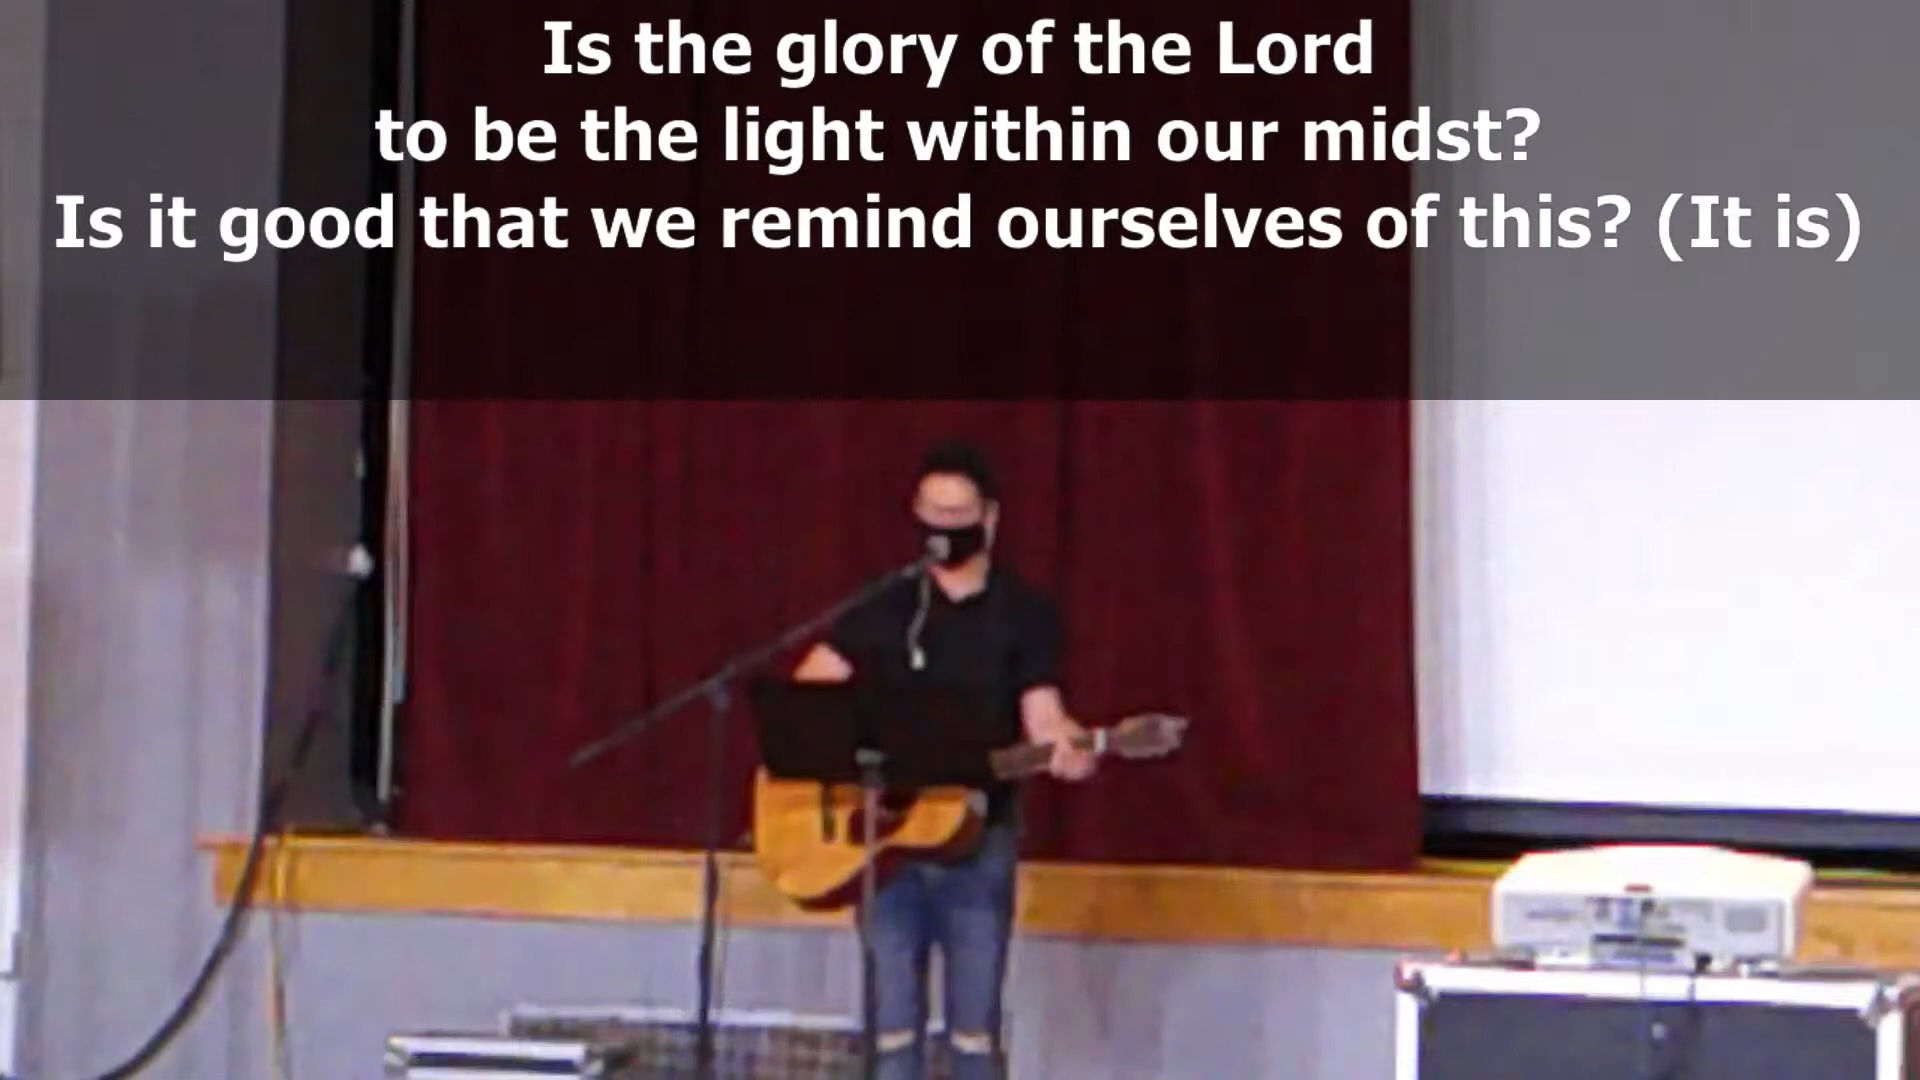 Is the glory of the Lord
to be the light within our midst?
Is it good that we remind ourselves of this? (It is)